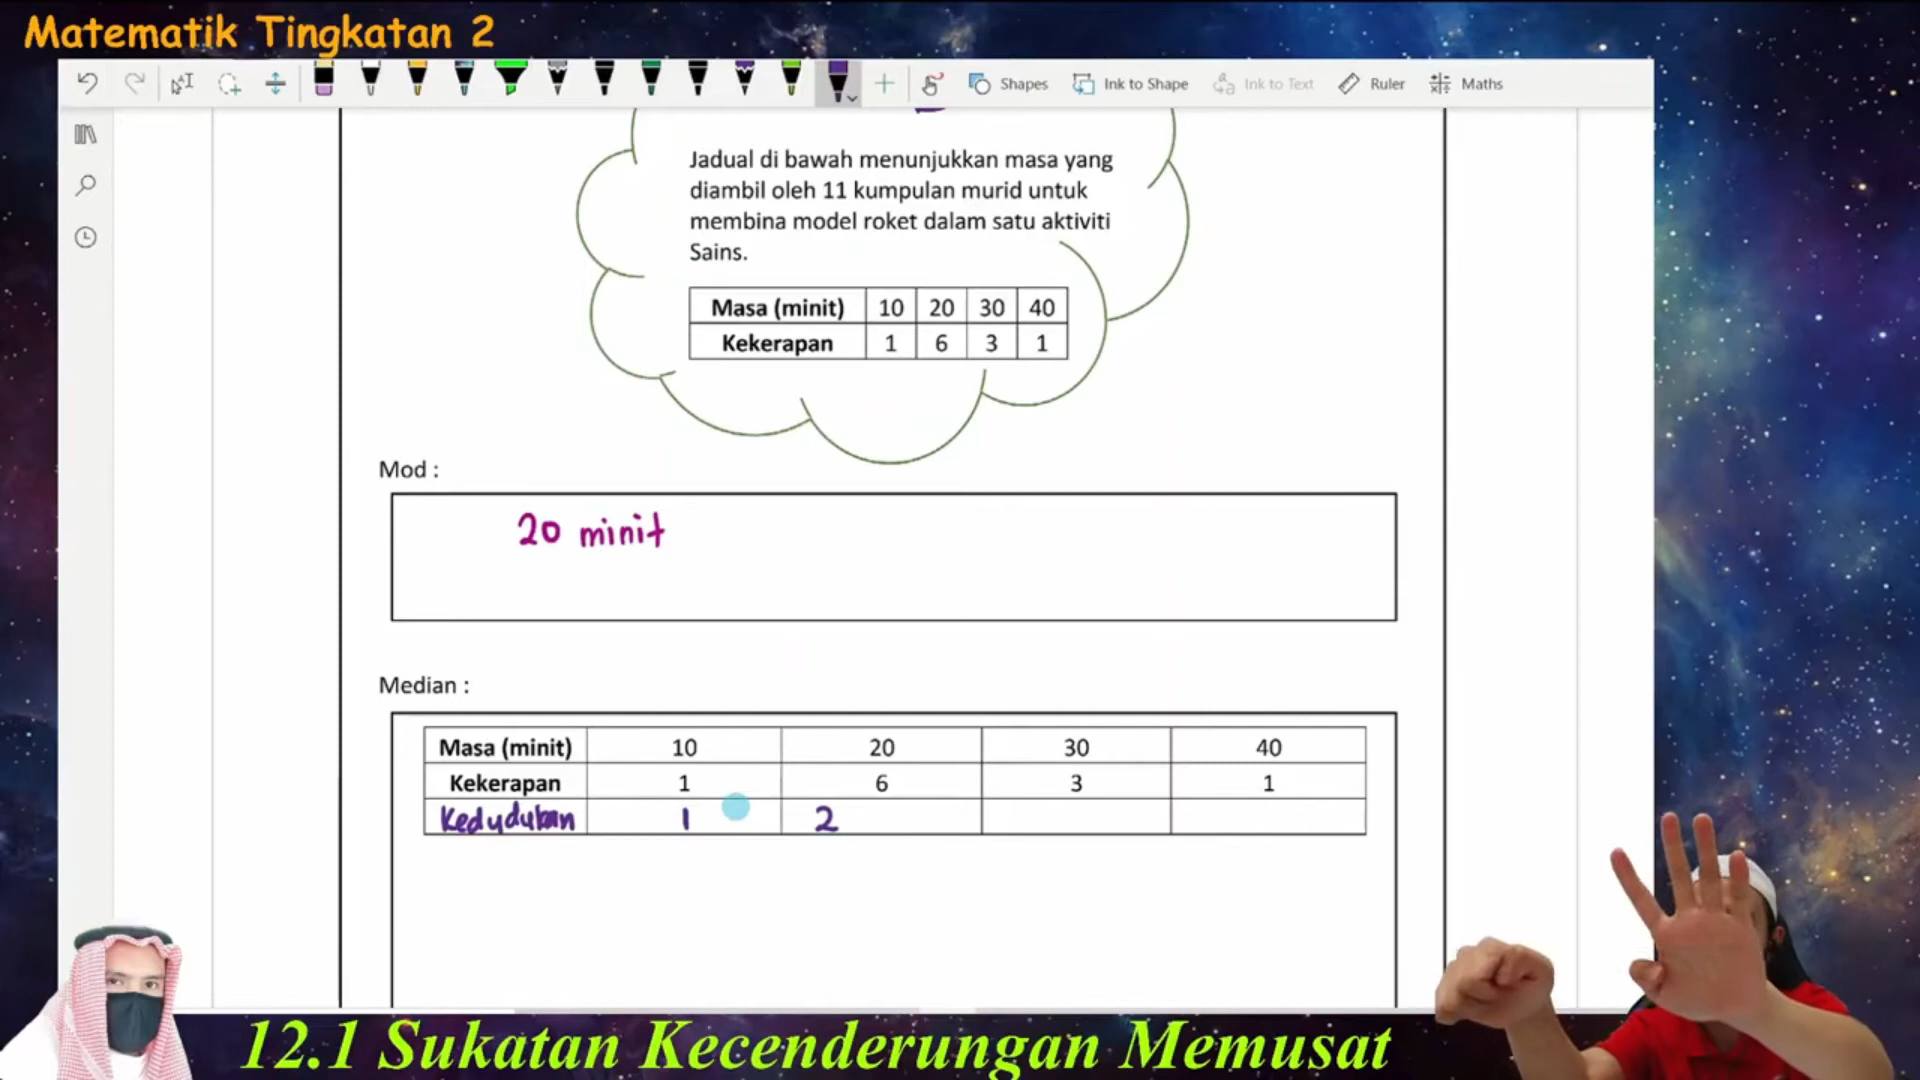 Matematik Tingkatan 2
Shapes Ink to Shape Ink to Text Ruler Maths
Jadual di bawah menunjukkan masa yang
diambil oleh 11 kumpulan murid untuk
membina model roket dalam satu aktiviti
Sains.
Masa (minit) 10 20 30 40
Kekerapan 1 6 3 1
Mod :
20 minit
Median :
Masa (minit) 10 20 30 40
Kekerapan 1 6 3 1
Kedudukan 1 2
12.1 Sukatan Kecenderungan Memusat